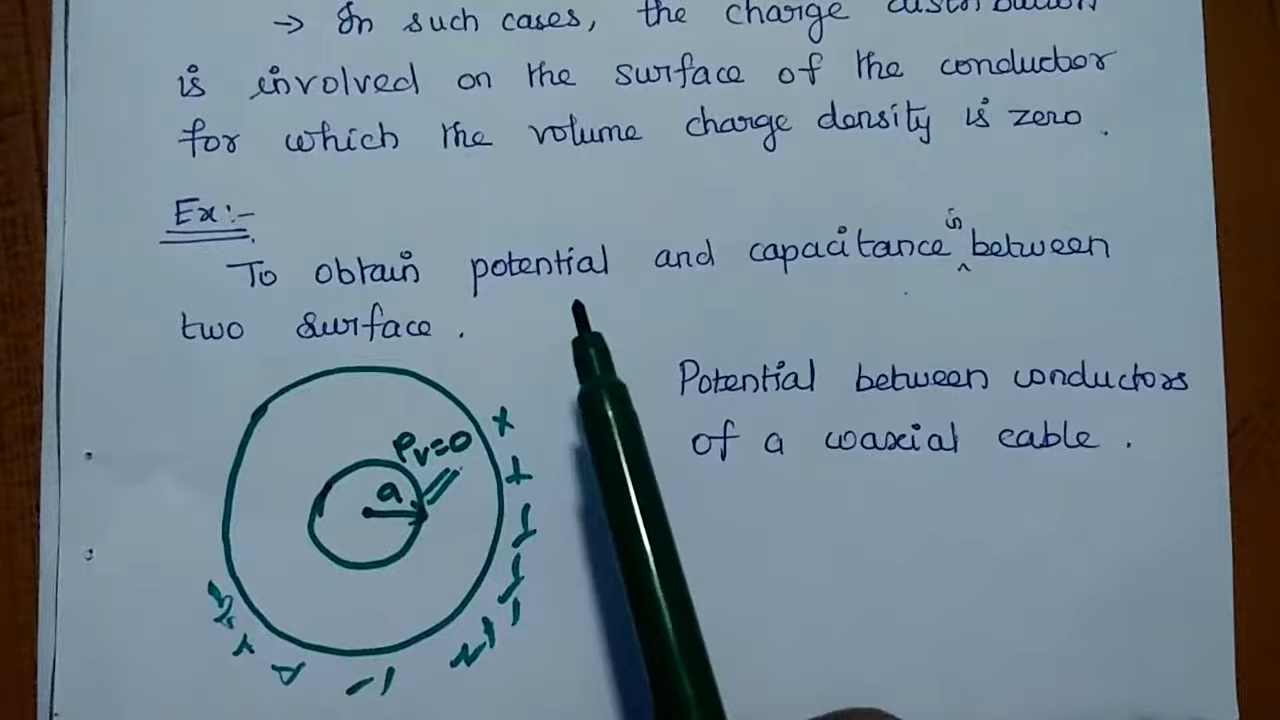 → In such cases, the charge distribution
is involved on the surface of the conductor
for which the volume charge density is zero.
Ex:-
To obtain potential and capacitance is between
two surface.
Potential between conductors
of a coaxial cable.
ρv=0
a